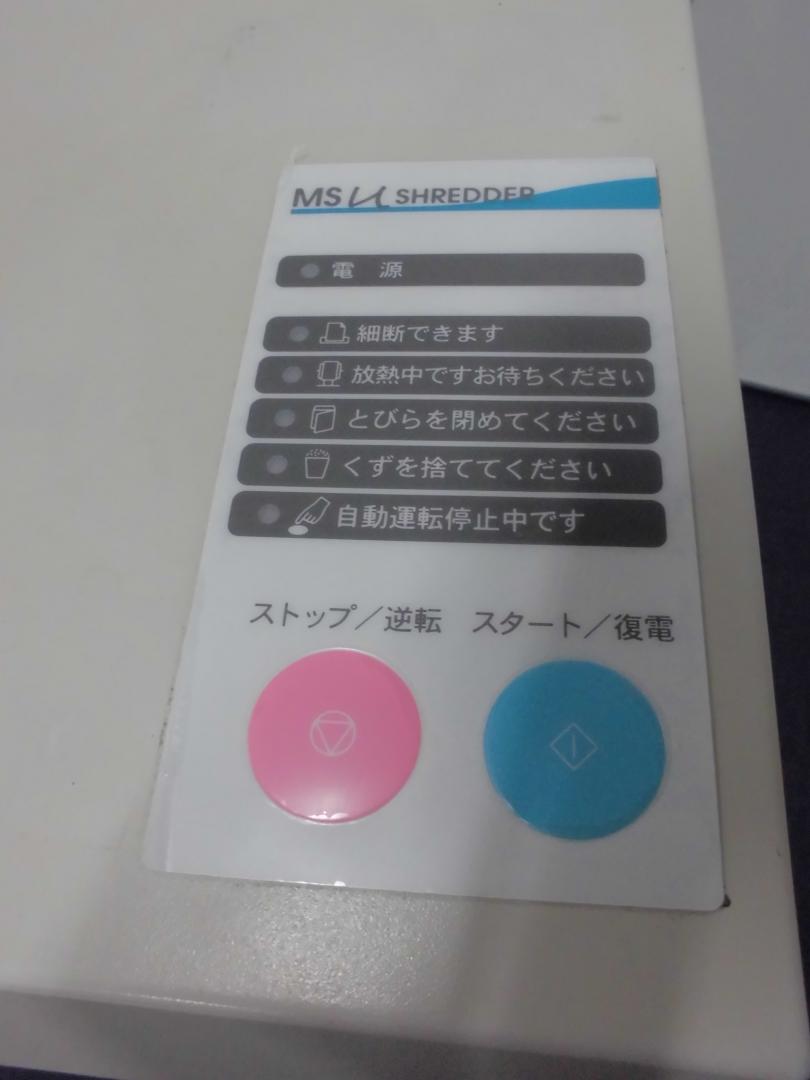 MS μ SHREDDER
電 源
細断できます
放熱中ですお待ちください
とびらを閉めてください
くずを捨ててください
自動運転停止中です
ストップ／逆転 スタート／復電